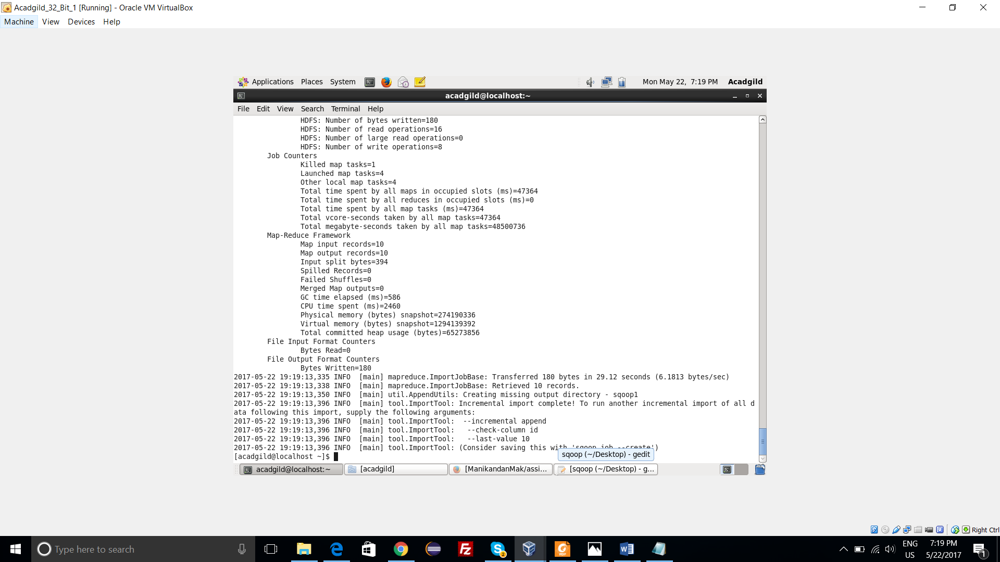 Acadgild_32_Bit_1 [Running] - Oracle VM VirtualBox
Machine View Devices Help
Applications Places System Mon May 22, 7:19 PM Acadgild
acadgild@localhost:~
File Edit View Search Terminal Help
HDFS: Number of bytes written=180
HDFS: Number of read operations=16
HDFS: Number of large read operations=0
HDFS: Number of write operations=8
Job Counters
Killed map tasks=1
Launched map tasks=4
Other local map tasks=4
Total time spent by all maps in occupied slots (ms)=47364
Total time spent by all reduces in occupied slots (ms)=0
Total time spent by all map tasks (ms)=47364
Total vcore-seconds taken by all map tasks=47364
Total megabyte-seconds taken by all map tasks=48500736
Map-Reduce Framework
Map input records=10
Map output records=10
Input split bytes=394
Spilled Records=0
Failed Shuffles=0
Merged Map outputs=0
GC time elapsed (ms)=586
CPU time spent (ms)=2460
Physical memory (bytes) snapshot=274190336
Virtual memory (bytes) snapshot=1294139392
Total committed heap usage (bytes)=65273856
File Input Format Counters
Bytes Read=0
File Output Format Counters
Bytes Written=180
2017-05-22 19:19:13,335 INFO  [main] mapreduce.ImportJobBase: Transferred 180 bytes in 29.12 seconds (6.1813 bytes/sec)
2017-05-22 19:19:13,338 INFO  [main] mapreduce.ImportJobBase: Retrieved 10 records.
2017-05-22 19:19:13,350 INFO  [main] util.AppendUtils: Creating missing output directory - sqoop1
2017-05-22 19:19:13,396 INFO  [main] tool.ImportTool: Incremental import complete! To run another incremental import of all d
ata following this import, supply the following arguments:
2017-05-22 19:19:13,396 INFO  [main] tool.ImportTool:  --incremental append
2017-05-22 19:19:13,396 INFO  [main] tool.ImportTool:   --check-column id
2017-05-22 19:19:13,396 INFO  [main] tool.ImportTool:   --last-value 10
2017-05-22 19:19:13,396 INFO  [main] tool.ImportTool: (Consider saving this with 'sqoop job --create')
[acadgild@localhost ~]$
sqoop (~/Desktop) - gedit
acadgild@localhost:~ [acadgild] [ManikandanMak/assi... [sqoop (~/Desktop) - g...
Right Ctrl
Type here to search
2
PDF
ENG
US
7:19 PM
5/22/2017
1